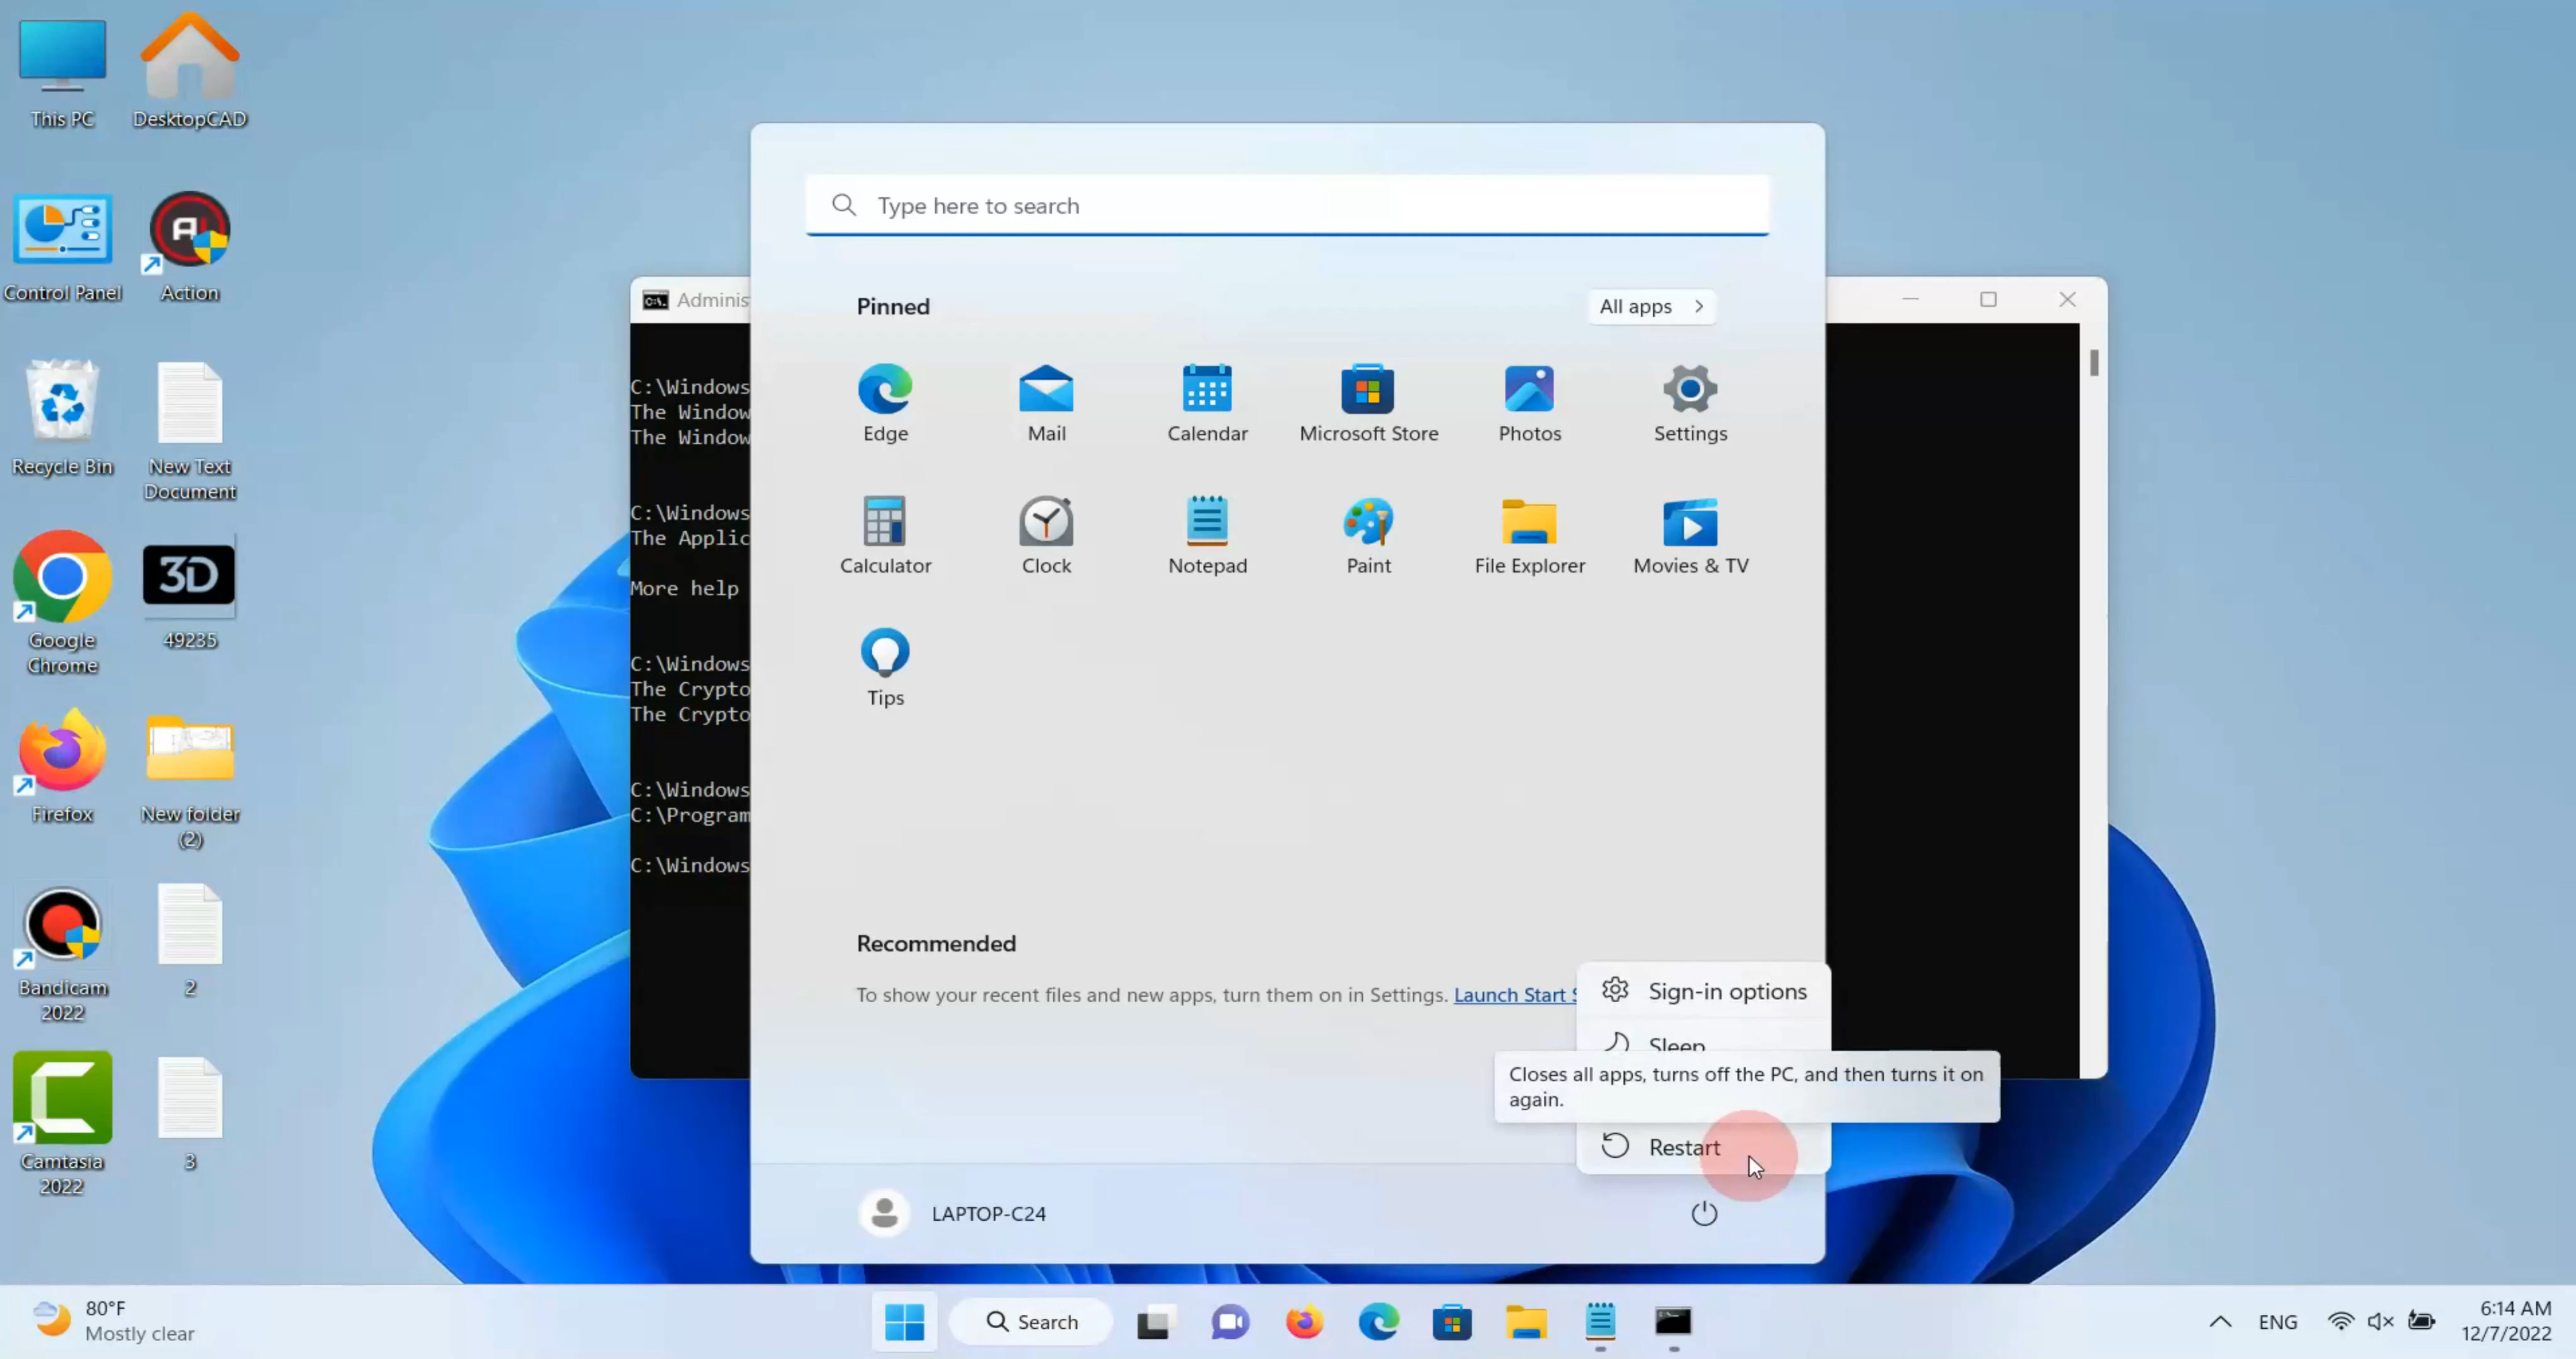 This PC
DesktopCAD
Control Panel
Action
Recycle Bin
New Text
Document
Google
Chrome
3D
49235
Firefox
New folder
(2)
Bandicam
2022
2
Camtasia
2022
3
Type here to search
Pinned
All apps
Edge
Mail
Calendar
Microsoft Store
Photos
Settings
Calculator
Clock
Notepad
Paint
File Explorer
Movies & TV
Tips
Recommended
To show your recent files and new apps, turn them on in Settings. Launch Start
Sign-in options
Sleep
Closes all apps, turns off the PC, and then turns it on
again.
Restart
LAPTOP-C24
Adminis
C:\Windows
The Window
The Window
C:\Windows
The Applic
More help
C:\Windows
The Crypto
The Crypto
C:\Windows
C:\Program
C:\Windows
80°F
Mostly clear
Search
ENG
6:14 AM
12/7/2022